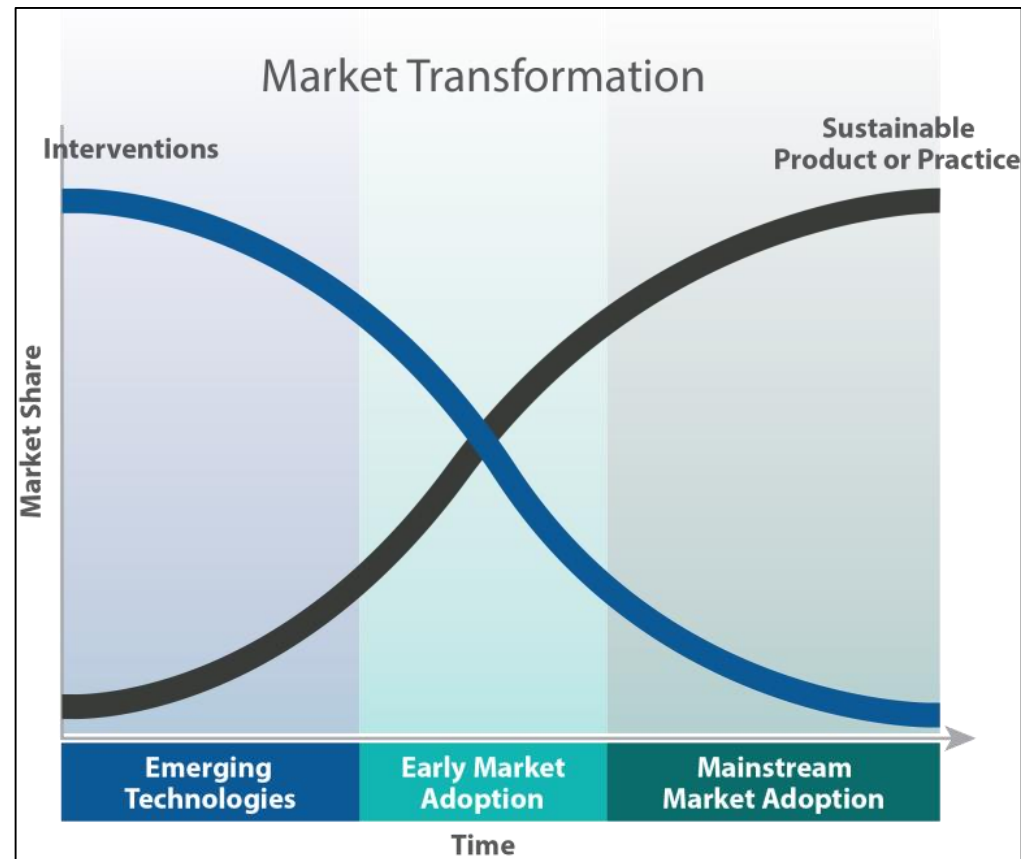 Market Transformation
Interventions
Sustainable
Product or Practice
Market Share
Emerging
Technologies
Early Market
Adoption
Mainstream
Market Adoption
Time